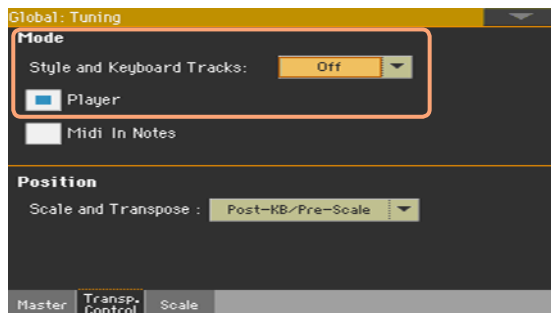 Global: Tuning
Mode
Style and Keyboard Tracks: Off
Player
Midi In Notes
Position
Scale and Transpose : Post-KB/Pre-Scale
Master Transp. Control Scale